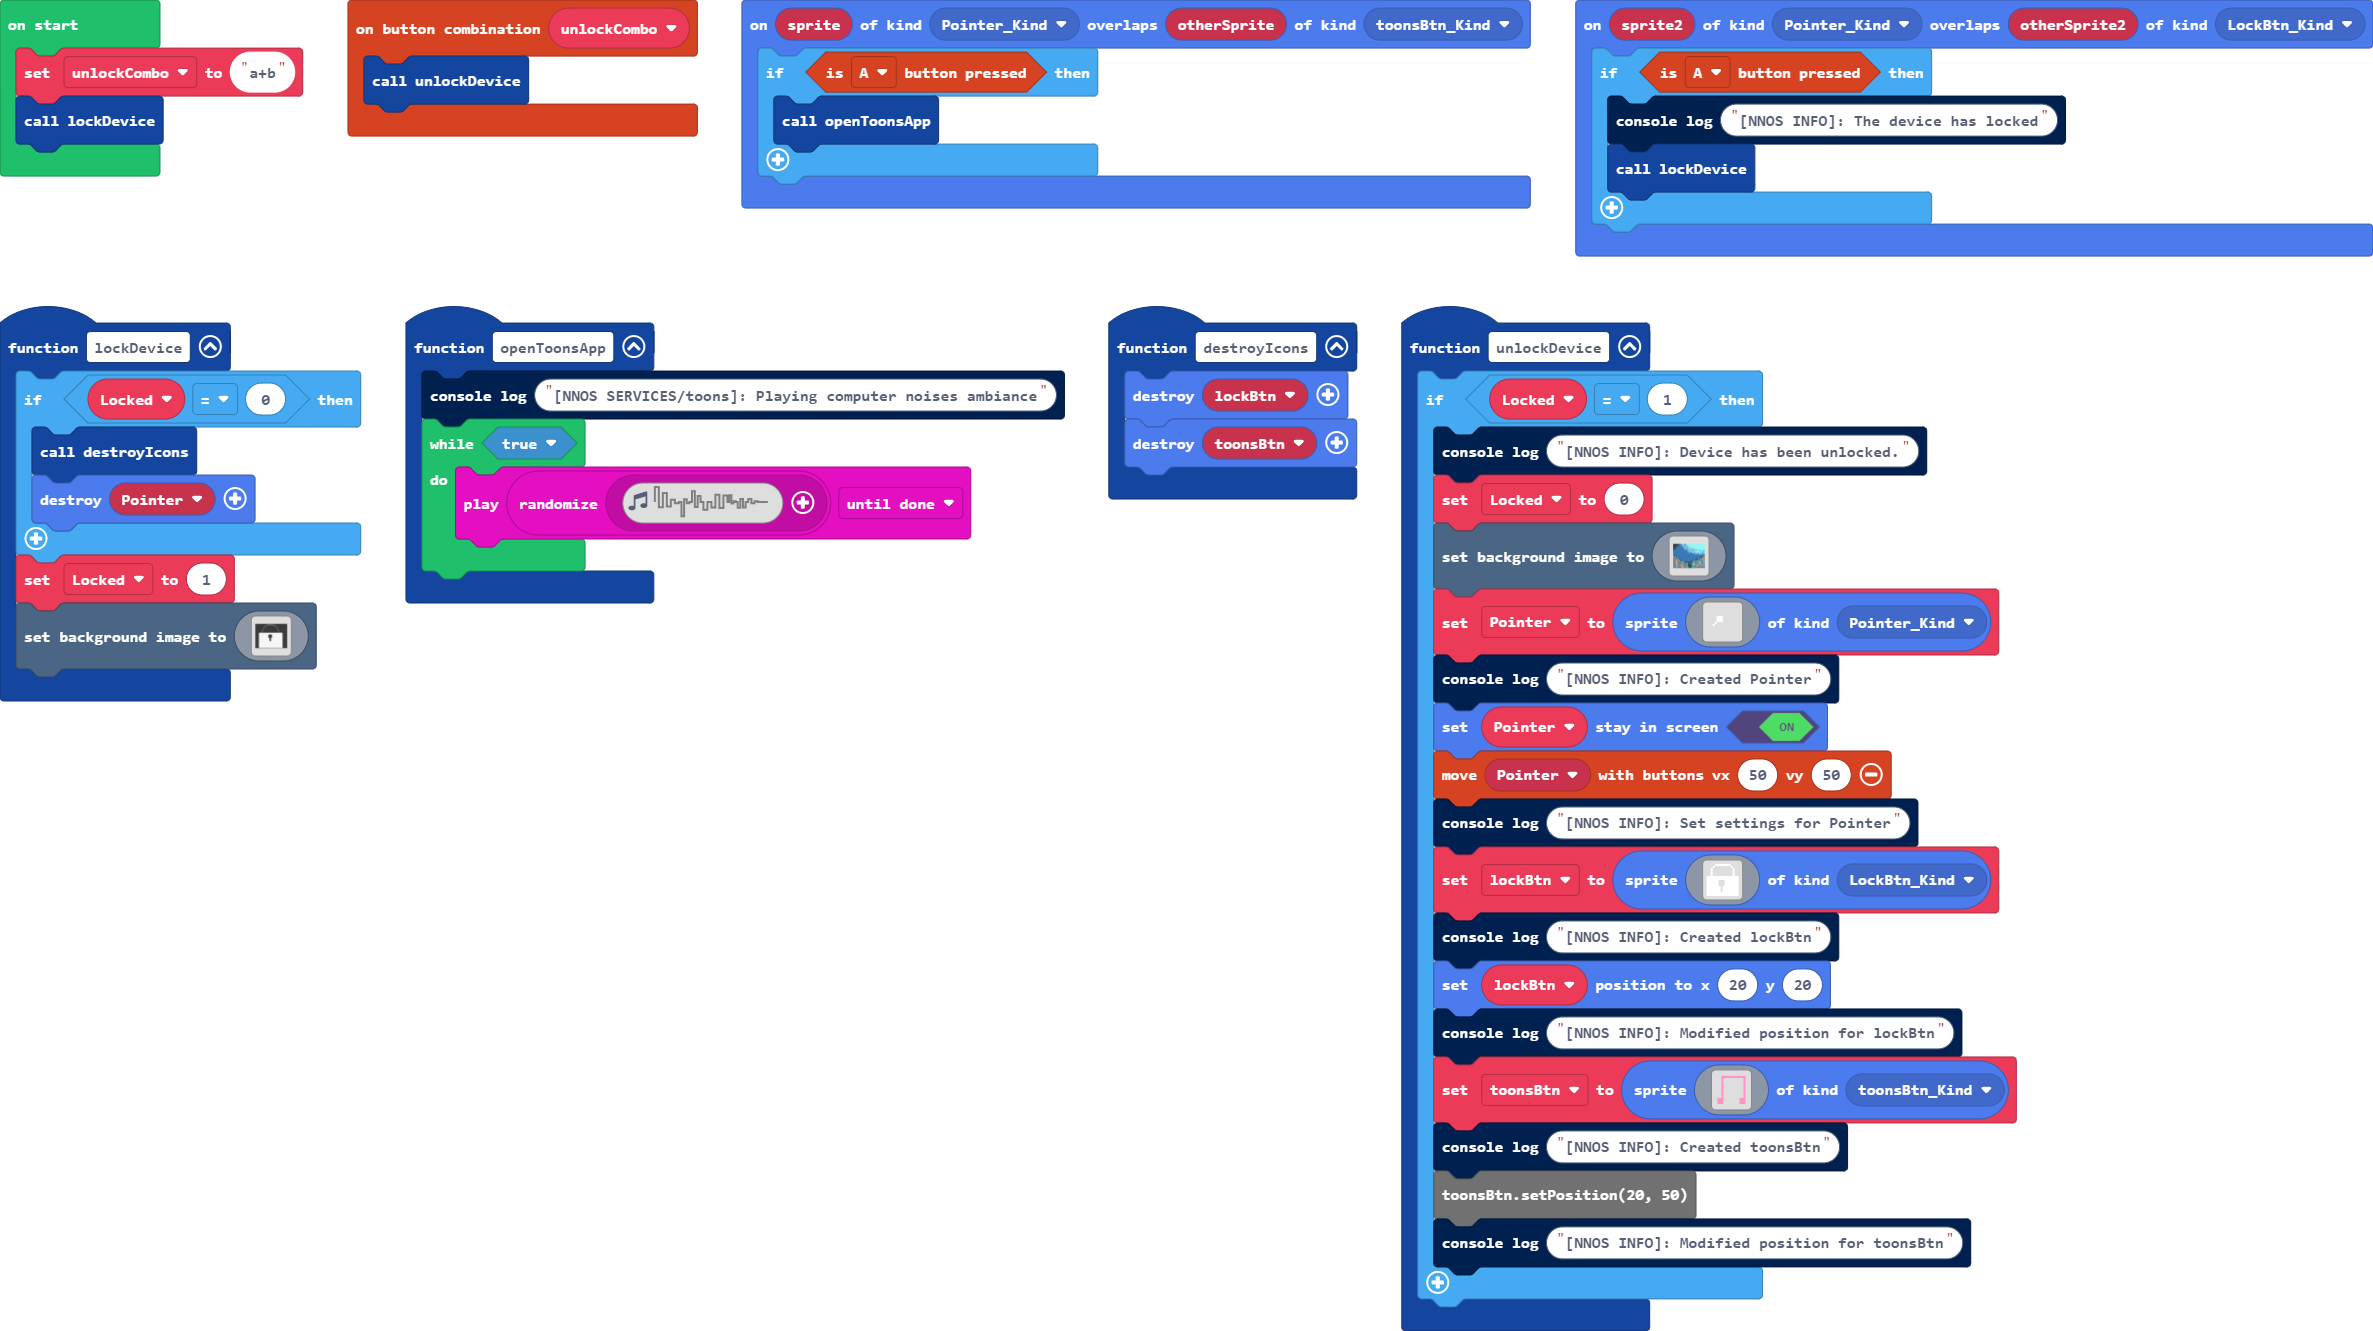 on start
set unlockCombo to "a+b"
call lockDevice
on button combination unlockCombo
call unlockDevice
on sprite of kind Pointer_Kind overlaps otherSprite of kind toonsBtn_Kind
if is A button pressed then
call openToonsApp
on sprite2 of kind Pointer_Kind overlaps otherSprite2 of kind LockBtn_Kind
if is A button pressed then
console log "[NNOS INFO]: The device has locked"
call lockDevice
function lockDevice
if Locked = 0 then
call destroyIcons
destroy Pointer
set Locked to 1
set background image to
function openToonsApp
console log "[NNOS SERVICES/toons]: Playing computer noises ambiance"
while true
do
play randomize until done
function destroyIcons
destroy lockBtn
destroy toonsBtn
function unlockDevice
if Locked = 1 then
console log "[NNOS INFO]: Device has been unlocked."
set Locked to 0
set background image to
set Pointer to sprite of kind Pointer_Kind
console log "[NNOS INFO]: Created Pointer"
set Pointer stay in screen ON
move Pointer with buttons vx 50 vy 50
console log "[NNOS INFO]: Set settings for Pointer"
set lockBtn to sprite of kind LockBtn_Kind
console log "[NNOS INFO]: Created lockBtn"
set lockBtn position to x 20 y 20
console log "[NNOS INFO]: Modified position for lockBtn"
set toonsBtn to sprite of kind toonsBtn_Kind
console log "[NNOS INFO]: Created toonsBtn"
toonsBtn.setPosition(20, 50)
console log "[NNOS INFO]: Modified position for toonsBtn"